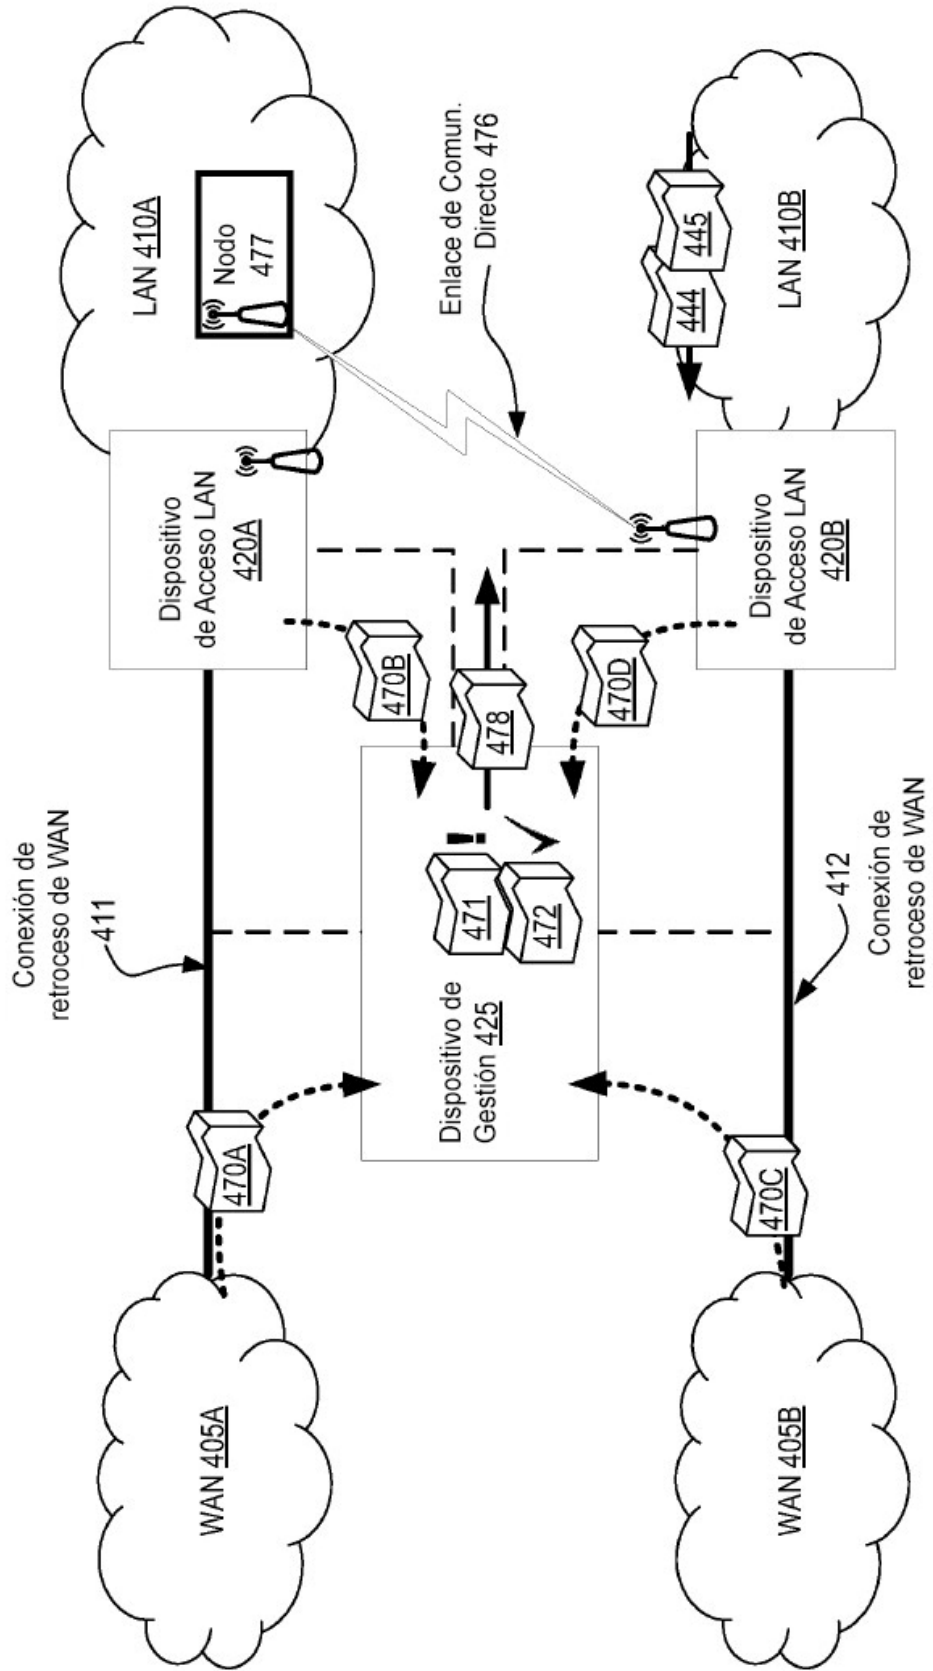 WAN 405A
470A
Conexión de
retroceso de WAN
411
Dispositivo
de Acceso LAN
420A
LAN 410A
Nodo
477
470B
Dispositivo de
Gestión 425
471
472
!
478
Enlace de Comun.
Directo 476
WAN 405B
470C
412
Conexión de
retroceso de WAN
470D
Dispositivo
de Acceso LAN
420B
444
445
LAN 410B